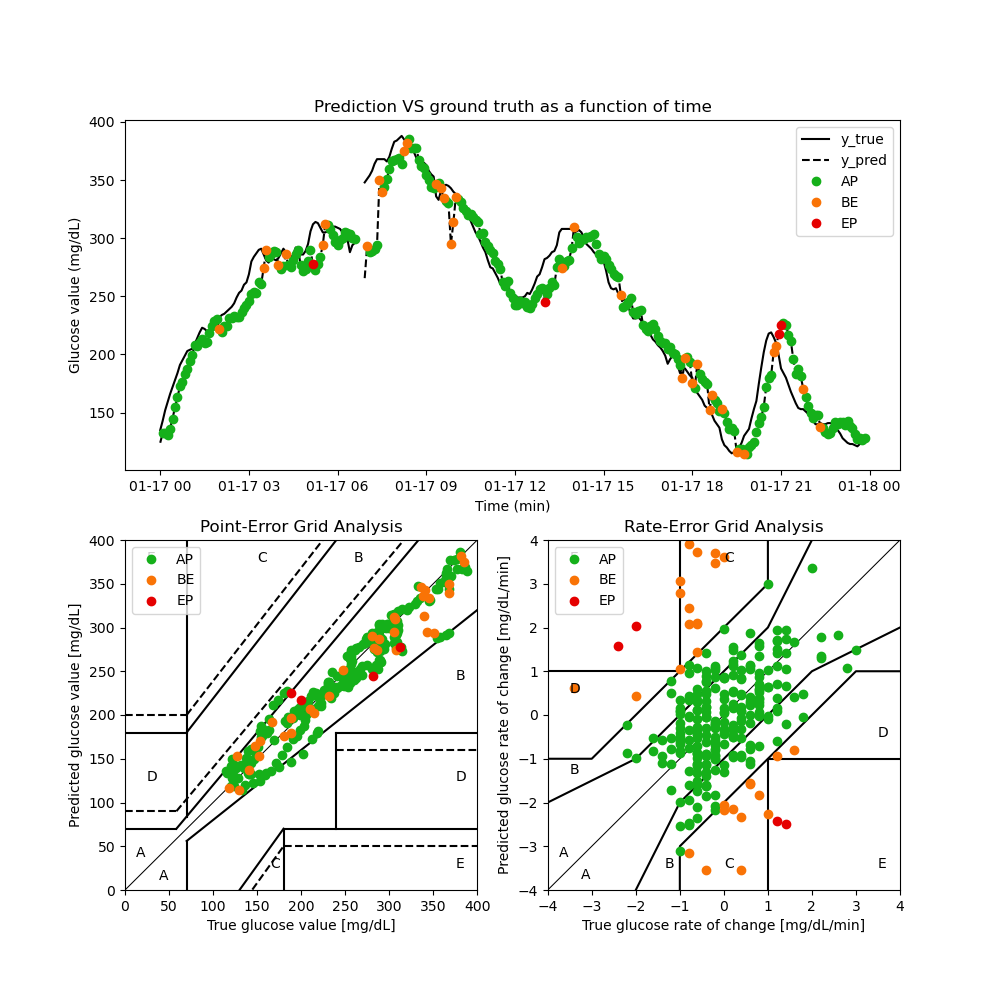 Prediction VS ground truth as a function of time
Glucose value (mg/dL)
400
350
300
250
200
150
y_true
y_pred
AP
BE
EP
01-17 00 01-17 03 01-17 06 01-17 09 01-17 12 01-17 15 01-17 18 01-17 21 01-18 00
Time (min)
Point-Error Grid Analysis
Predicted glucose value [mg/dL]
400
350
300
250
200
150
100
50
0
AP
BE
EP
C
B
B
D
D
A
A
C
E
0 50 100 150 200 250 300 350 400
True glucose value [mg/dL]
Rate-Error Grid Analysis
Predicted glucose rate of change [mg/dL/min]
4
3
2
1
0
−1
−2
−3
−4
AP
BE
EP
C
D
D
B
A
A
B
C
E
−4 −3 −2 −1 0 1 2 3 4
True glucose rate of change [mg/dL/min]